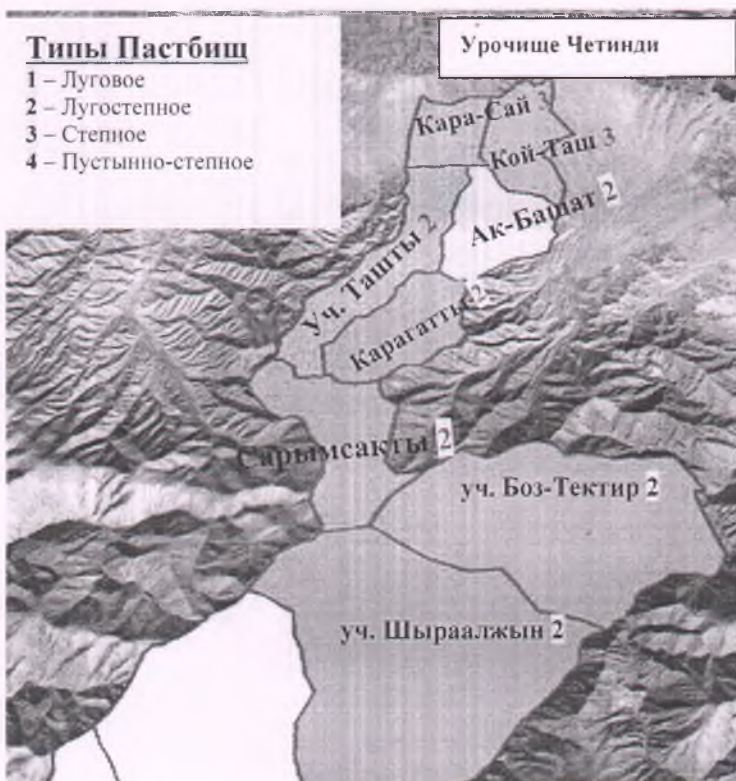 Типы Пастбищ
1 – Луговое
2 – Лугостепное
3 – Степное
4 – Пустынно-степное
Урочище Четинди
Кара-Сай 3
Кой-Таш 3
Ак-Башат 2
Уч. Ташты 2
Карагатты 2
Сарымсакты 2
уч. Боз-Тектир 2
уч. Шыраалжын 2